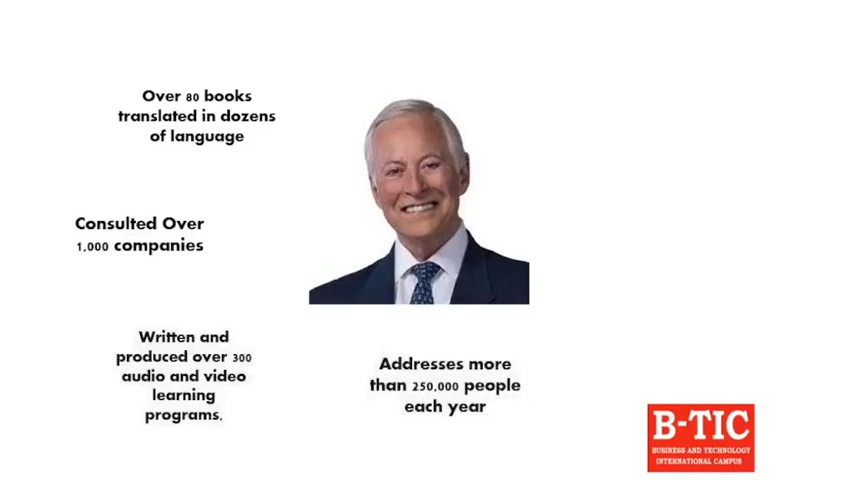 Over 80 books
translated in dozens
of language
Consulted Over
1,000 companies
Written and
produced over 300
audio and video
learning
programs.
Addresses more
than 250,000 people
each year
B-TIC
BUSINESS AND TECHNOLOGY
INTERNATIONAL CAMPUS